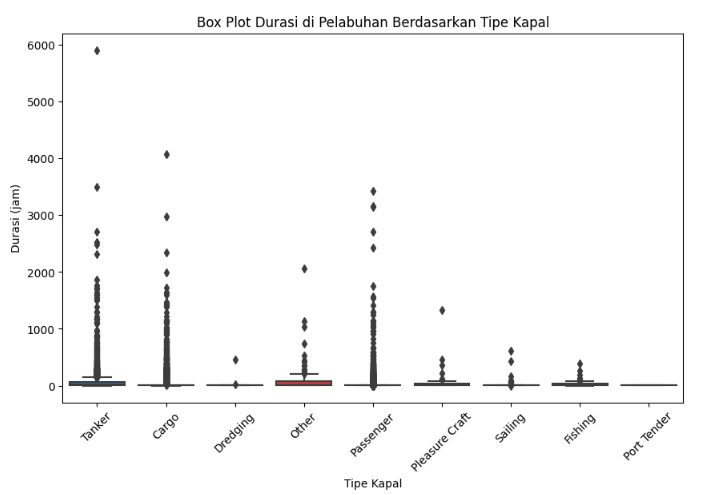 Box Plot Durasi di Pelabuhan Berdasarkan Tipe Kapal
6000
5000
4000
3000
2000
1000
0
Durasi (jam)
Tanker
Cargo
Dredging
Other
Passenger
Pleasure Craft
Sailing
Fishing
Port Tender
Tipe Kapal